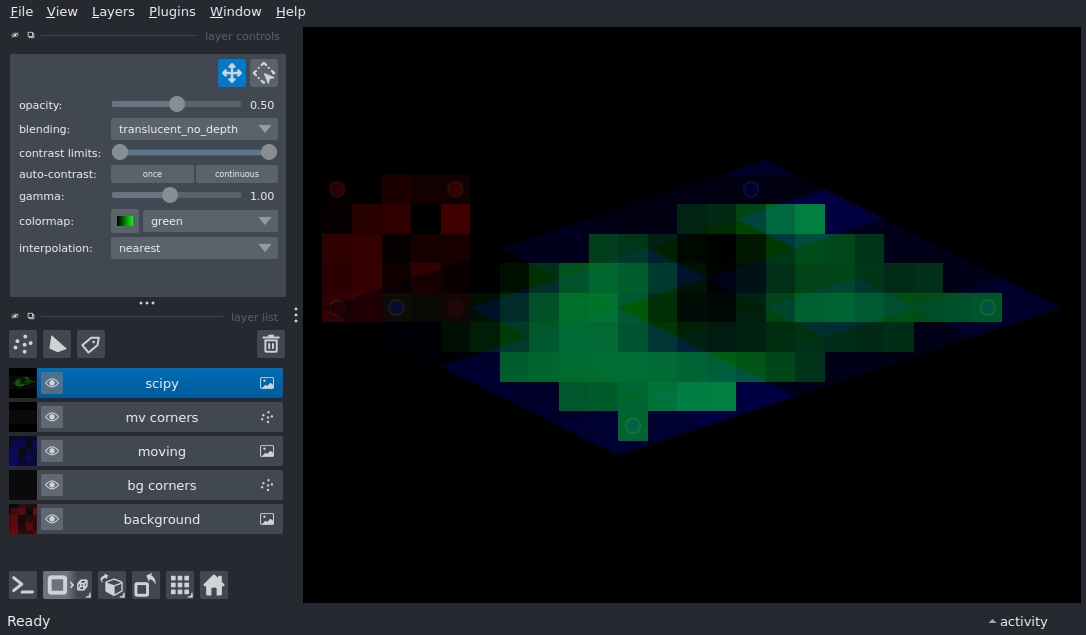 File View Layers Plugins Window Help
layer controls
opacity: 0.50
blending: translucent_no_depth
contrast limits:
auto-contrast: once continuous
gamma: 1.00
colormap: green
interpolation: nearest
layer list
scipy
mv corners
moving
bg corners
background
Ready activity